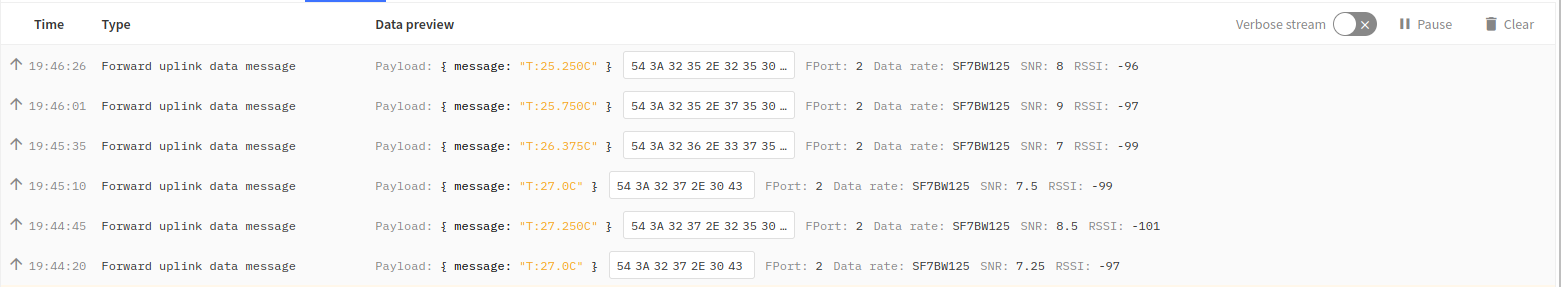 Time Type Data preview Verbose stream Pause Clear
19:46:26 Forward uplink data message Payload: { message: "T:25.250C" } 54 3A 32 35 2E 32 35 30 … FPort: 2 Data rate: SF7BW125 SNR: 8 RSSI: -96
19:46:01 Forward uplink data message Payload: { message: "T:25.750C" } 54 3A 32 35 2E 37 35 30 … FPort: 2 Data rate: SF7BW125 SNR: 9 RSSI: -97
19:45:35 Forward uplink data message Payload: { message: "T:26.375C" } 54 3A 32 36 2E 33 37 35 … FPort: 2 Data rate: SF7BW125 SNR: 7 RSSI: -99
19:45:10 Forward uplink data message Payload: { message: "T:27.0C" } 54 3A 32 37 2E 30 43 FPort: 2 Data rate: SF7BW125 SNR: 7.5 RSSI: -99
19:44:45 Forward uplink data message Payload: { message: "T:27.250C" } 54 3A 32 37 2E 32 35 30 … FPort: 2 Data rate: SF7BW125 SNR: 8.5 RSSI: -101
19:44:20 Forward uplink data message Payload: { message: "T:27.0C" } 54 3A 32 37 2E 30 43 FPort: 2 Data rate: SF7BW125 SNR: 7.25 RSSI: -97